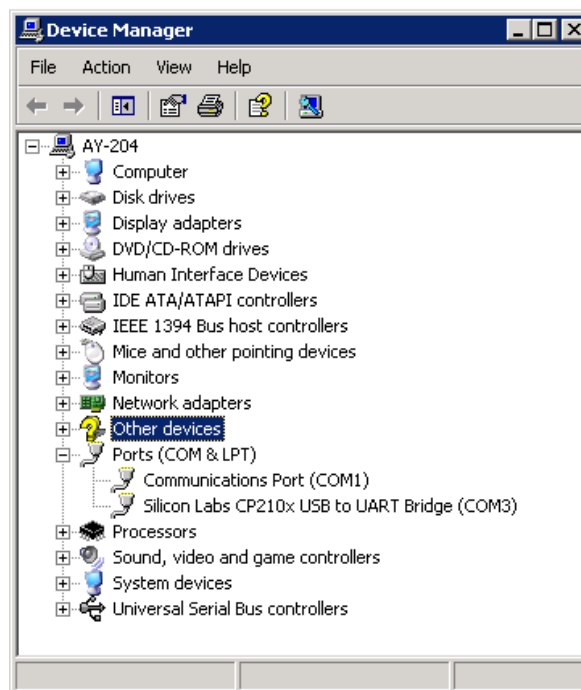 Device Manager
File Action View Help
AY-204
Computer
Disk drives
Display adapters
DVD/CD-ROM drives
Human Interface Devices
IDE ATA/ATAPI controllers
IEEE 1394 Bus host controllers
Mice and other pointing devices
Monitors
Network adapters
Other devices
Ports (COM & LPT)
Communications Port (COM1)
Silicon Labs CP210x USB to UART Bridge (COM3)
Processors
Sound, video and game controllers
System devices
Universal Serial Bus controllers